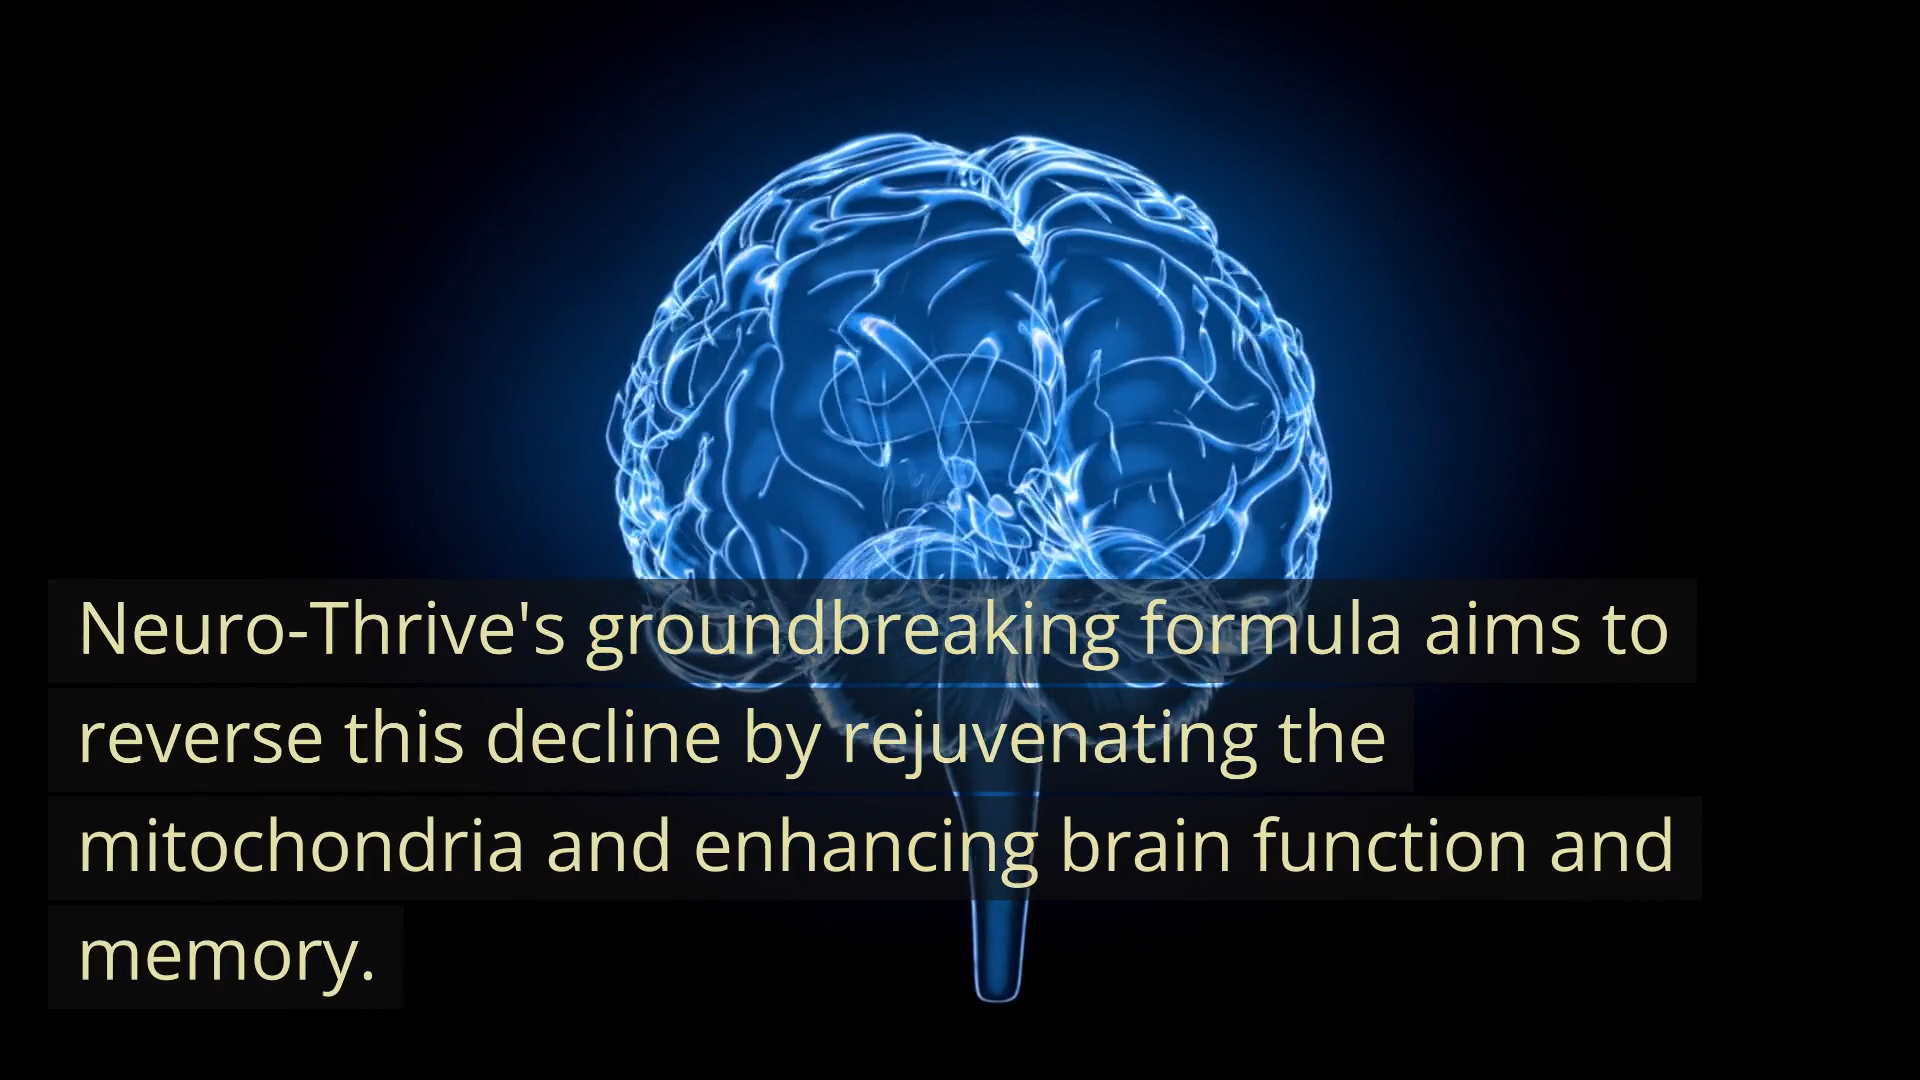 Neuro-Thrive's groundbreaking formula aims to
reverse this decline by rejuvenating the
mitochondria and enhancing brain function and
memory.